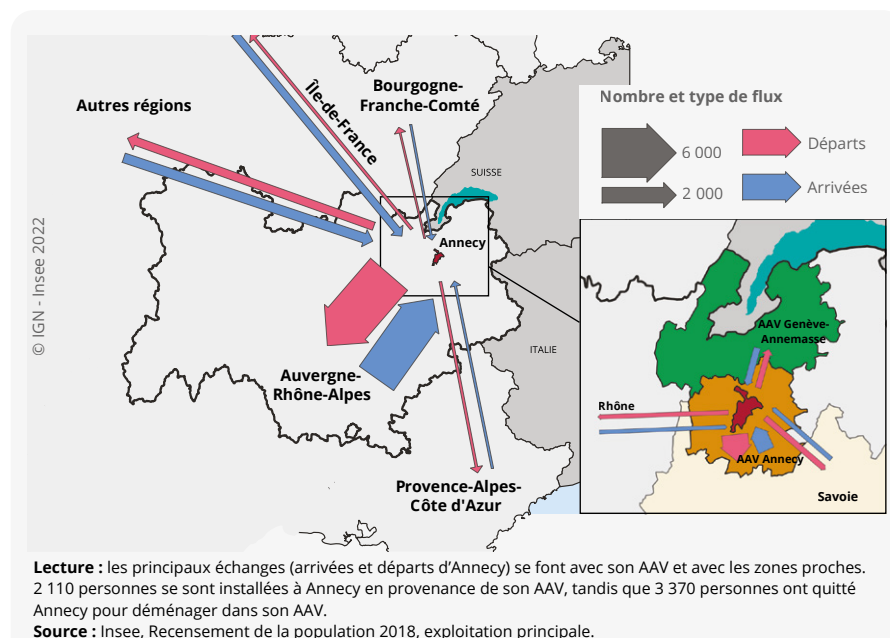 Île-de-France
Bourgogne-
Franche-Comté
Autres régions
SUISSE
Annecy
ITALIE
Auvergne-
Rhône-Alpes
Provence-Alpes-
Côte d'Azur
© IGN - Insee 2022
Nombre et type de flux
6 000
Départs
2 000
Arrivées
AAV Genève-
Annemasse
Rhône
AAV Annecy
Savoie
Lecture : les principaux échanges (arrivées et départs d’Annecy) se font avec son AAV et avec les zones proches.
2 110 personnes se sont installées à Annecy en provenance de son AAV, tandis que 3 370 personnes ont quitté
Annecy pour déménager dans son AAV.
Source : Insee, Recensement de la population 2018, exploitation principale.